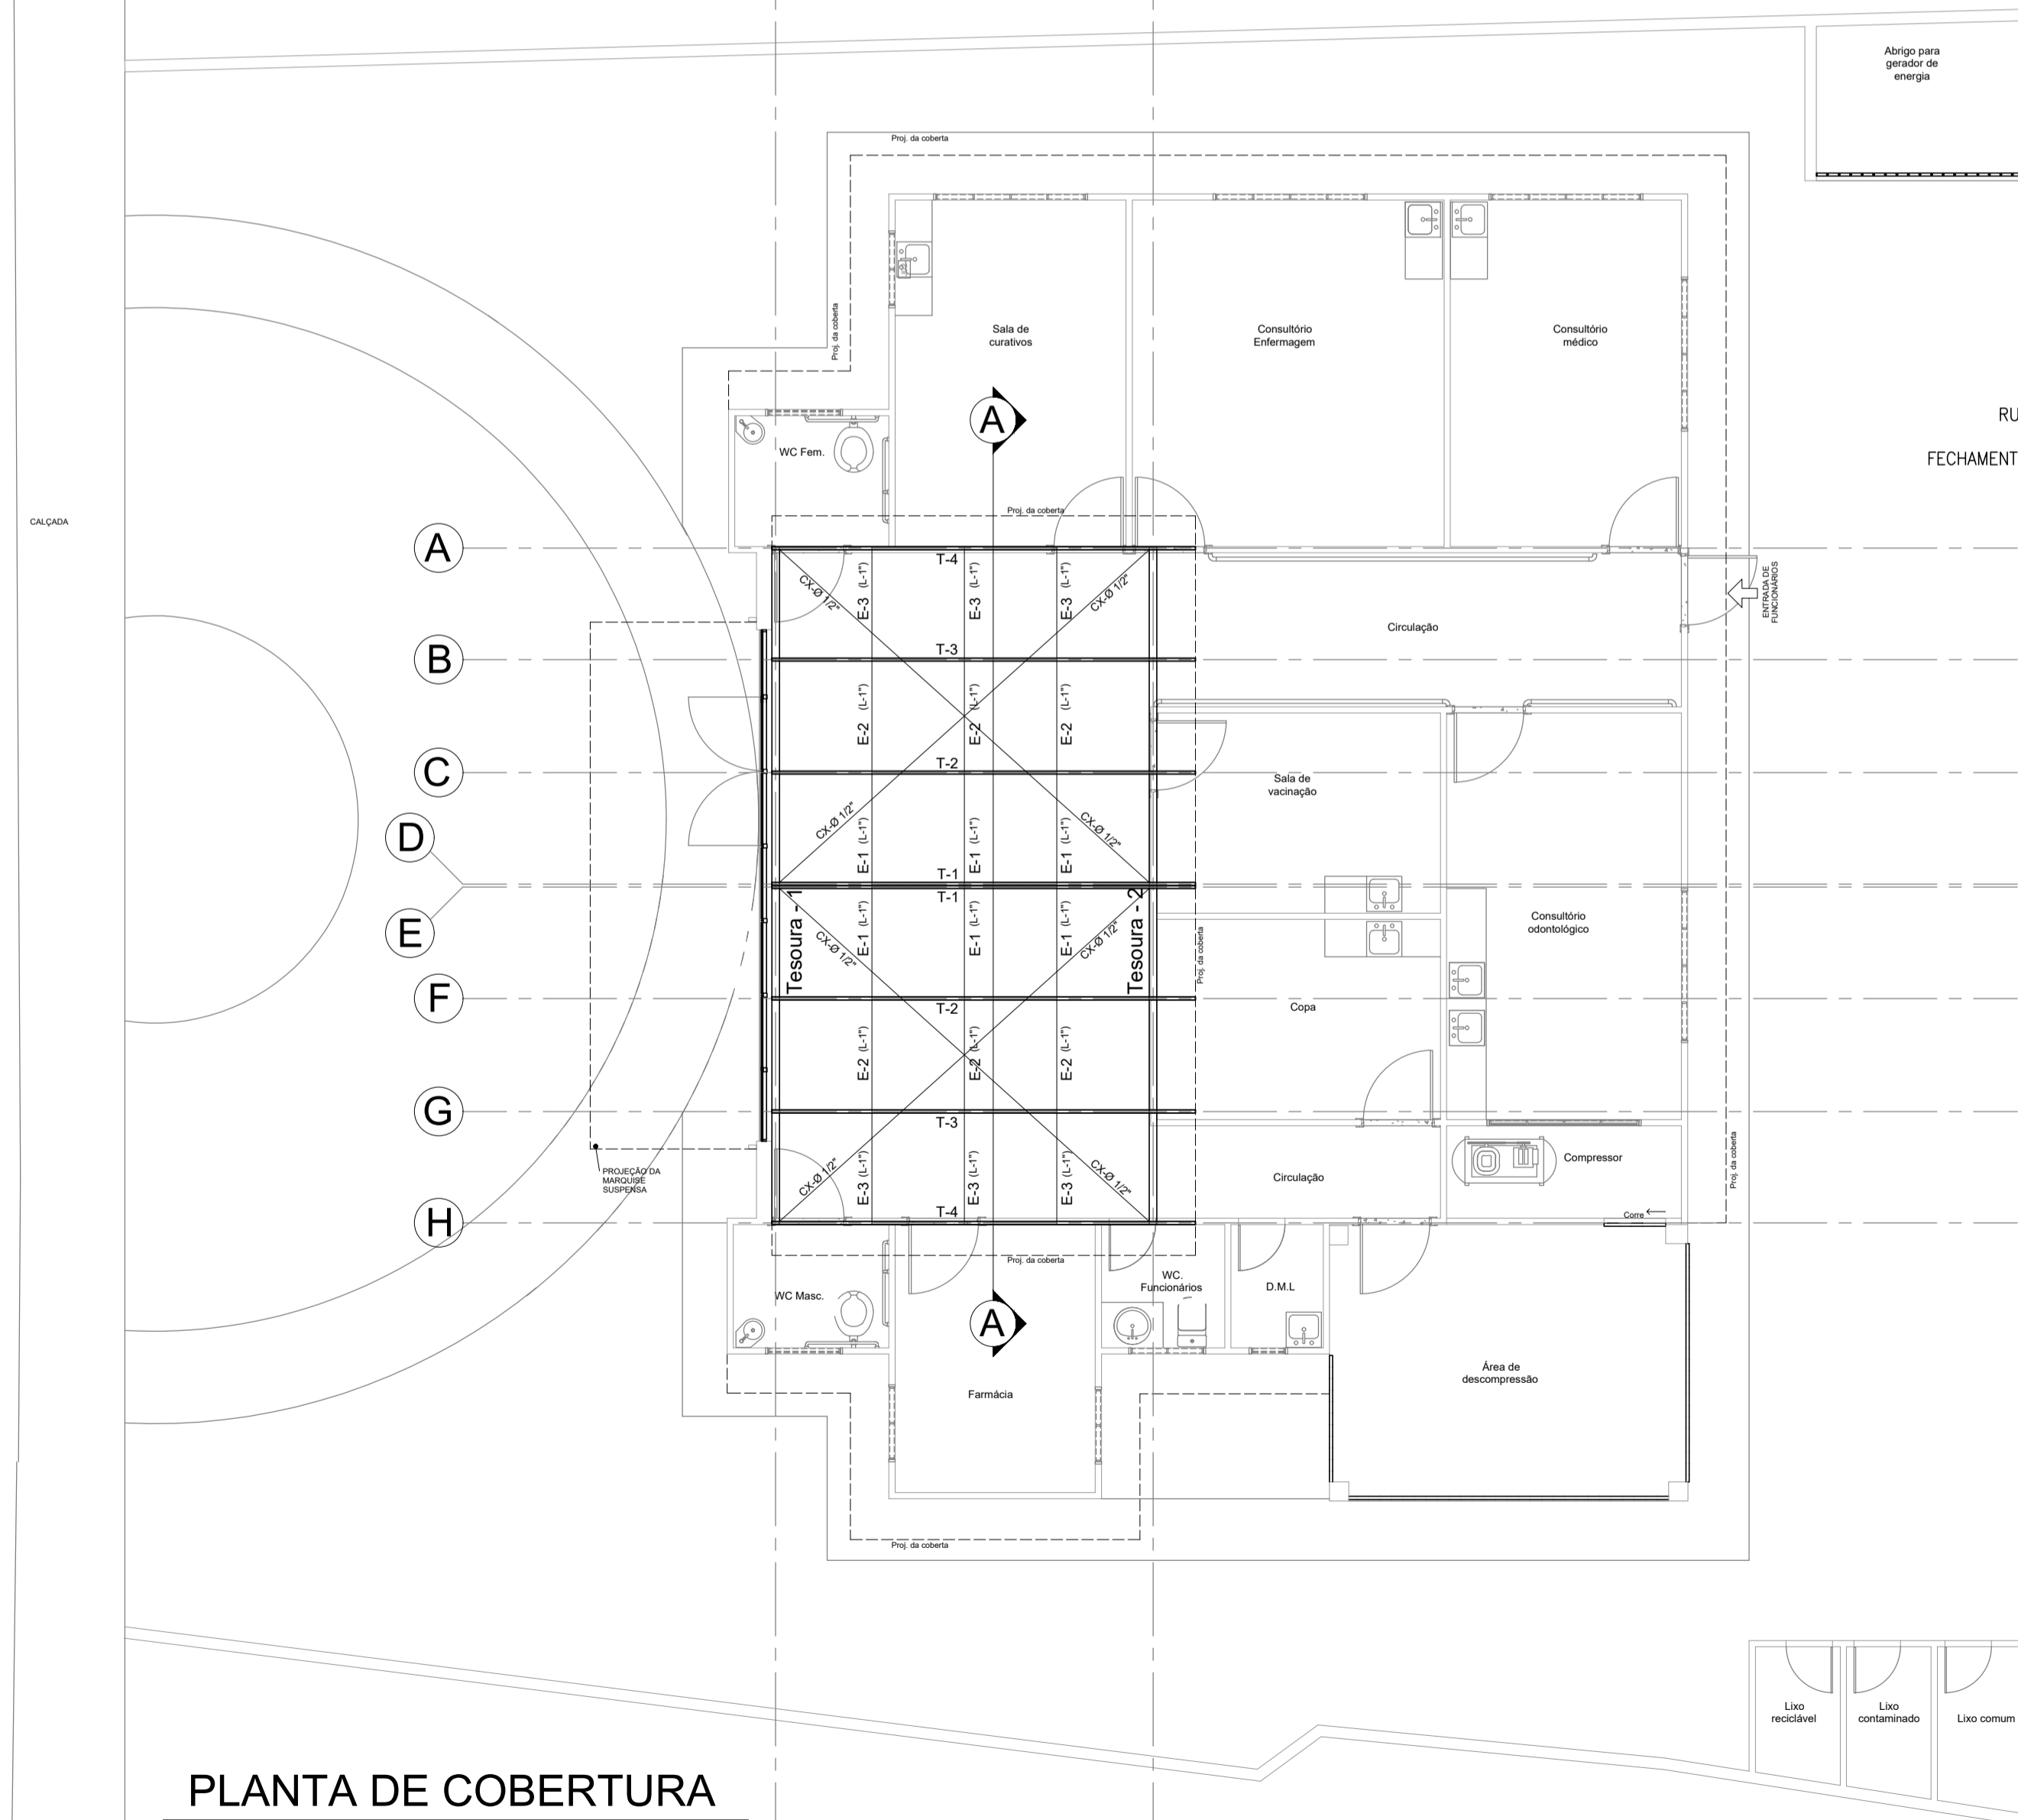 Abrigo para
gerador de
energia
Proj. da coberta
Proj. da coberta
Sala de
curativos
Consultório
Enfermagem
Consultório
médico
RU
FECHAMENT
A
WC Fem.
CALÇADA
Proj. da coberta
A
T-4
CX-Ø 1/2"
E-3 (L-1")
E-3 (L-1")
E-3 (L-1")
CX-Ø 1/2"
ENTRADA DE
FUNCIONÁRIOS
Circulação
B
T-3
E-2 (L-1")
E-2 (L-1")
E-2 (L-1")
C
T-2
Sala de
vacinação
D
CX-Ø 1/2"
E-1 (L-1")
E-1 (L-1")
E-1 (L-1")
CX-Ø 1/2"
T-1
T-1
E
Tesoura - 1
CX-Ø 1/2"
E-1 (L-1")
E-1 (L-1")
E-1 (L-1")
CX-Ø 1/2"
Tesoura - 2
Proj. da coberta
Consultório
odontológico
F
T-2
Copa
E-2 (L-1")
E-2 (L-1")
E-2 (L-1")
G
T-3
PROJEÇÃO DA
MARQUISE
SUSPENSA
CX-Ø 1/2"
E-3 (L-1")
E-3 (L-1")
E-3 (L-1")
CX-Ø 1/2"
Circulação
Compressor
Proj. da coberta
H
T-4
Corre
Proj. da coberta
WC Masc.
A
WC.
Funcionários
D.M.L
Farmácia
Área de
descompressão
Proj. da coberta
Lixo
reciclável
Lixo
contaminado
Lixo comum
PLANTA DE COBERTURA